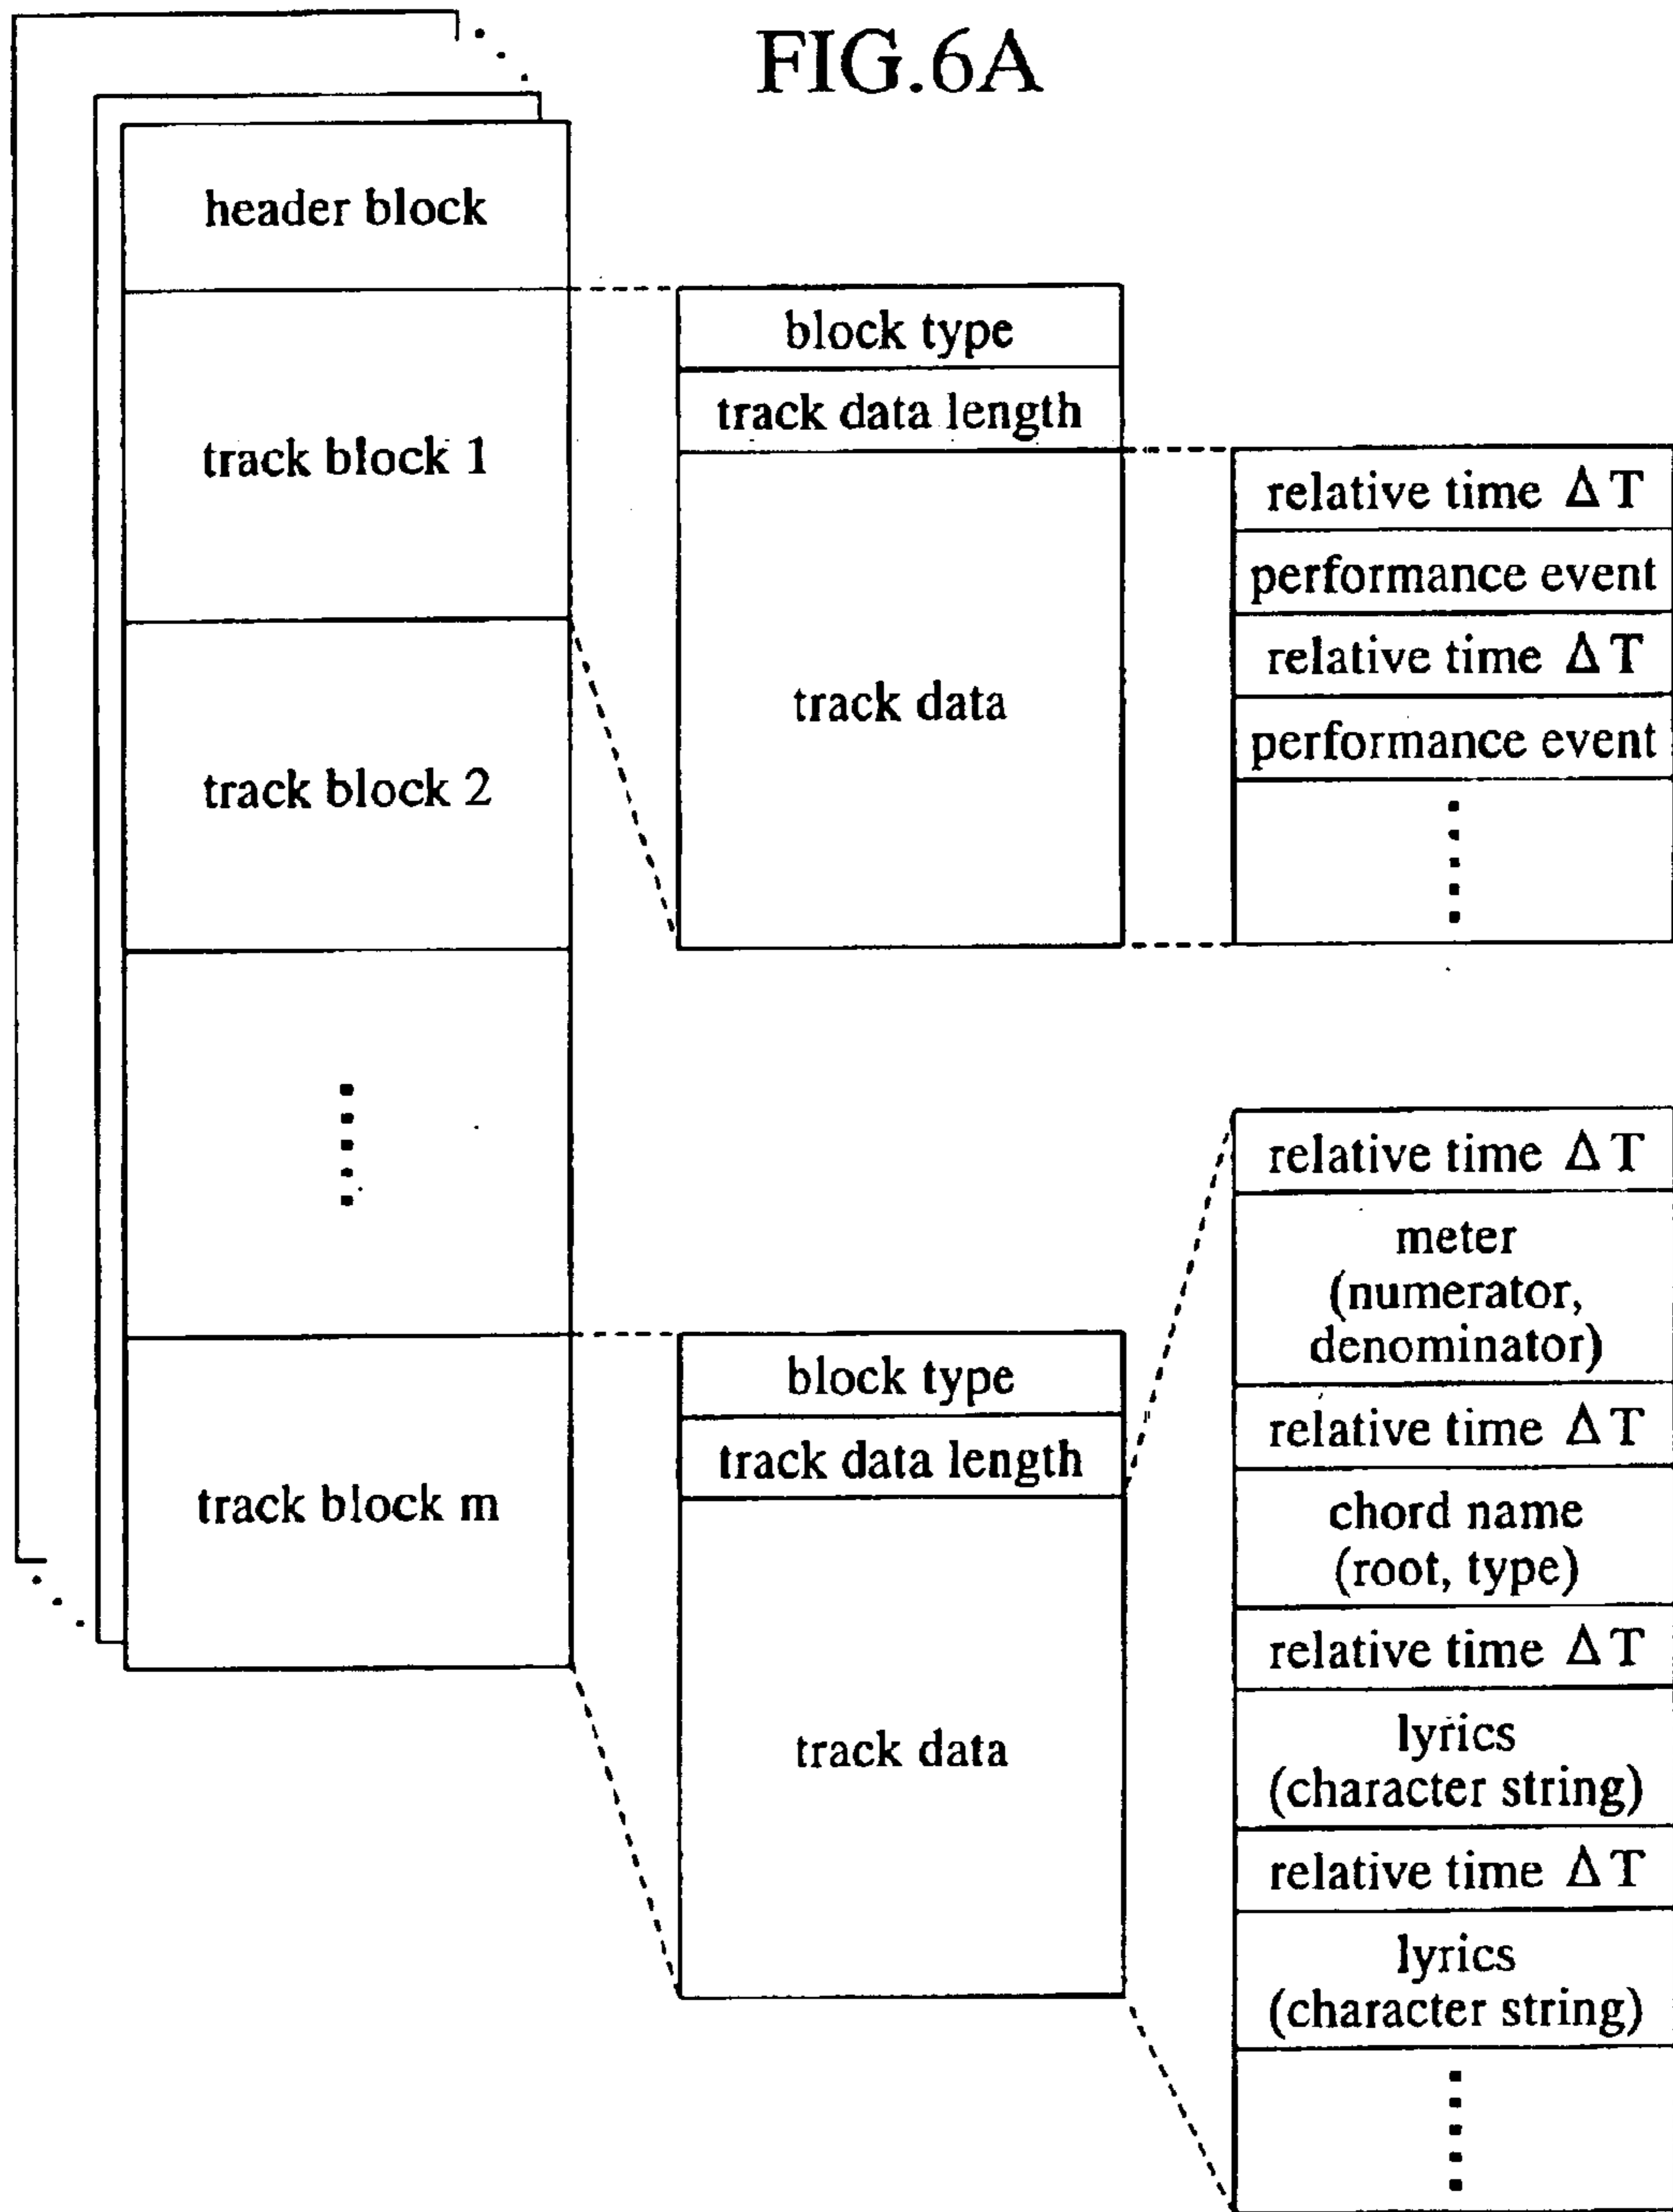 FIG.6A
header block
track block 1
track block 2
track block m
block type
track data length
track data
relative time ΔT
performance event
relative time ΔT
performance event
block type
track data length
track data
relative time ΔT
meter
(numerator,
denominator)
relative time ΔT
chord name
(root, type)
relative time ΔT
lyrics
(character string)
relative time ΔT
lyrics
(character string)